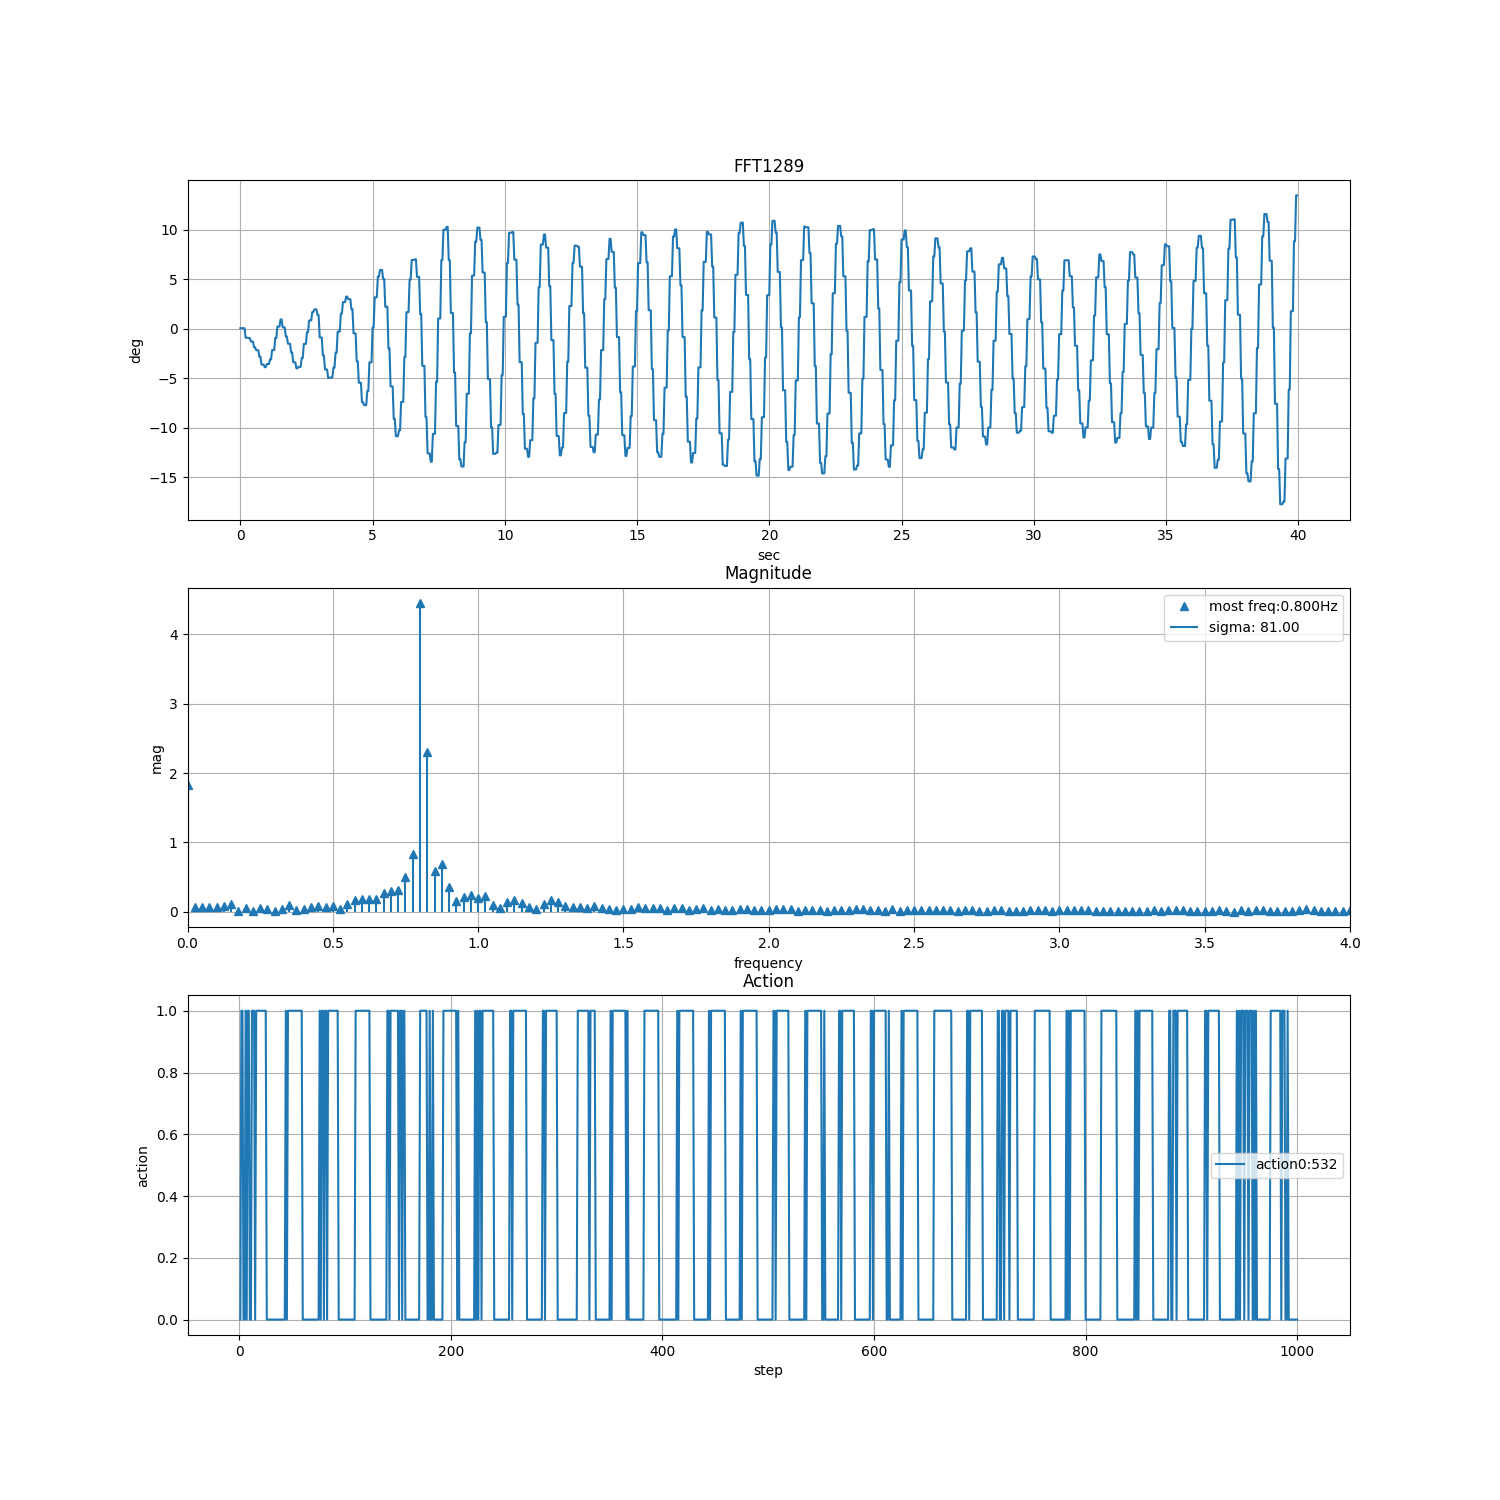 FFT1289
10
5
0
−5
−10
−15
deg
0 5 10 15 20 25 30 35 40
sec
Magnitude
most freq:0.800Hz
sigma: 81.00
4
3
2
1
0
mag
0.0 0.5 1.0 1.5 2.0 2.5 3.0 3.5 4.0
frequency
Action
1.0
0.8
0.6
0.4
0.2
0.0
action
action0:532
0 200 400 600 800 1000
step